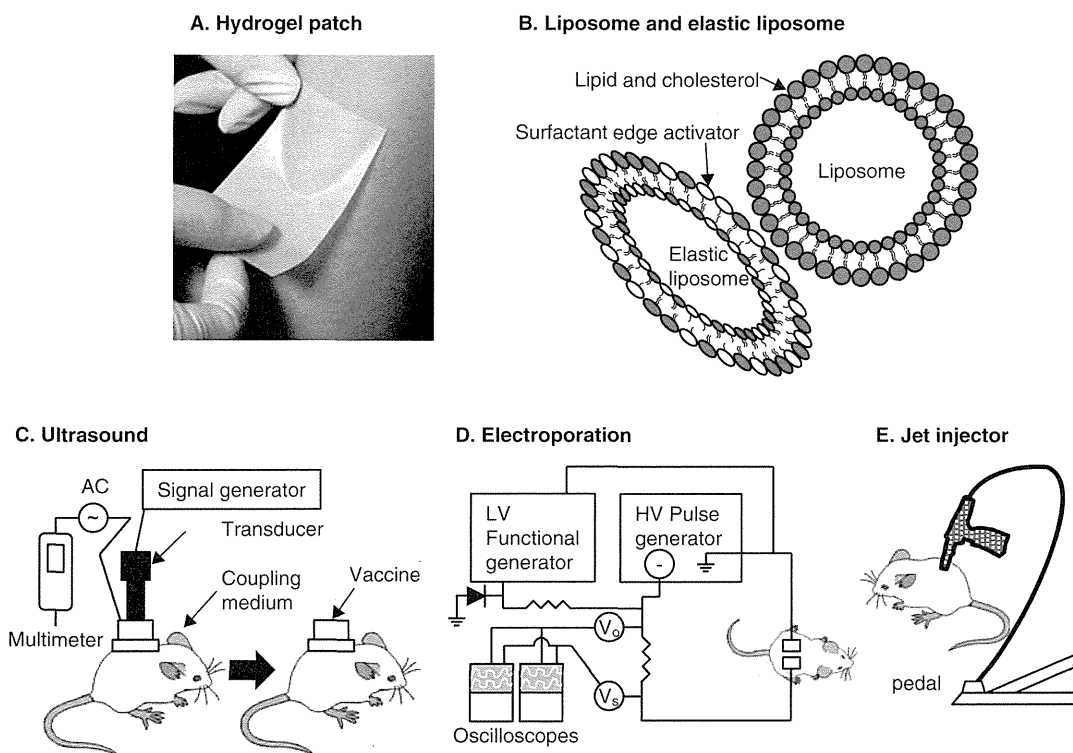 A. Hydrogel patch
B. Liposome and elastic liposome
Lipid and cholesterol
Surfactant edge activator
Liposome
Elastic
liposome
C. Ultrasound
AC
~
Signal generator
Transducer
Coupling
medium
Vaccine
Multimeter
D. Electroporation
LV
Functional
generator
HV Pulse
generator
-
Vo
Vs
Oscilloscopes
E. Jet injector
pedal